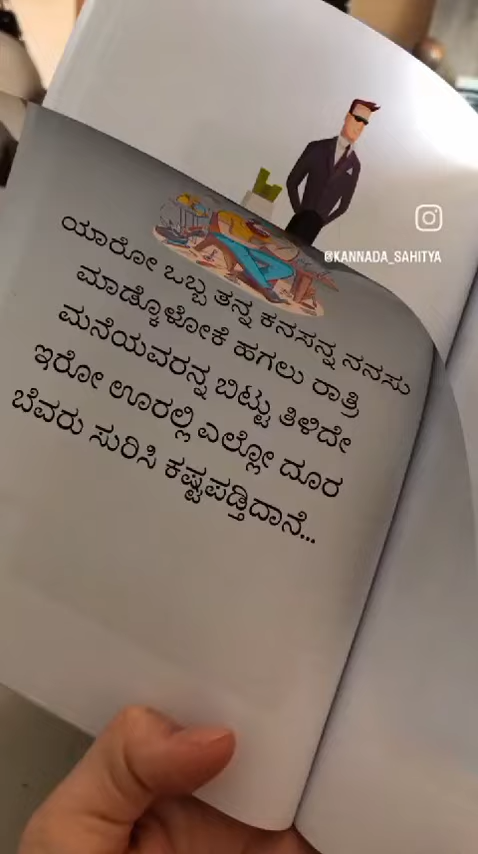 @KANNADA_SAHITYA
ಯಾರೋ ಒಬ್ಬ ತನ್ನ ಕನಸನ್ನ ನನಸು
ಮಾಡ್ಕೊಳೋಕೆ ಹಗಲು ರಾತ್ರಿ
ಮನೆಯವರನ್ನ ಬಿಟ್ಟು ತಿಳಿದೇ
ಇರೋ ಊರಲ್ಲಿ ಎಲ್ಲೋ ದೂರ
ಬೆವರು ಸುರಿಸಿ ಕಷ್ಟಪಡ್ತಿದಾನೆ...